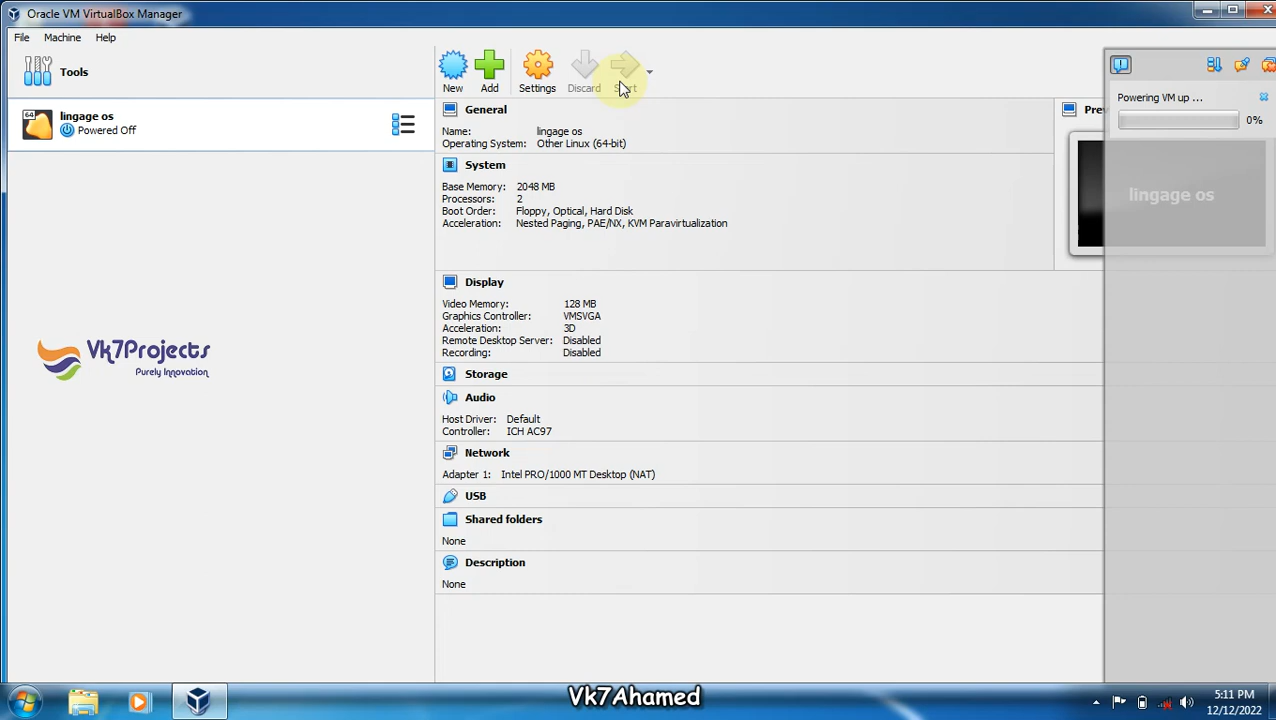 Oracle VM VirtualBox Manager
File Machine Help
Tools
New Add Settings Discard Start
64
lingage os
Powered Off
General
Name: lingage os
Operating System: Other Linux (64-bit)
System
Base Memory: 2048 MB
Processors: 2
Boot Order: Floppy, Optical, Hard Disk
Acceleration: Nested Paging, PAE/NX, KVM Paravirtualization
Display
Video Memory: 128 MB
Graphics Controller: VMSVGA
Acceleration: 3D
Remote Desktop Server: Disabled
Recording: Disabled
Storage
Audio
Host Driver: Default
Controller: ICH AC97
Network
Adapter 1: Intel PRO/1000 MT Desktop (NAT)
USB
Shared folders
None
Description
None
Prev
Powering VM up ...
0%
lingage os
Vk7Projects
Purely Innovation
Vk7Ahamed
5:11 PM
12/12/2022